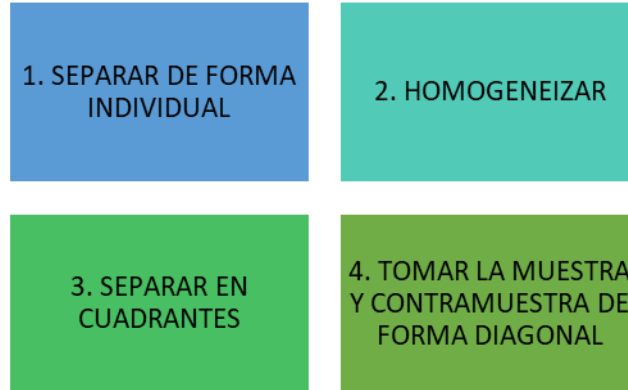 1. SEPARAR DE FORMA
INDIVIDUAL
2. HOMOGENEIZAR
3. SEPARAR EN
CUADRANTES
4. TOMAR LA MUESTRA
Y CONTRAMUESTRA DE
FORMA DIAGONAL